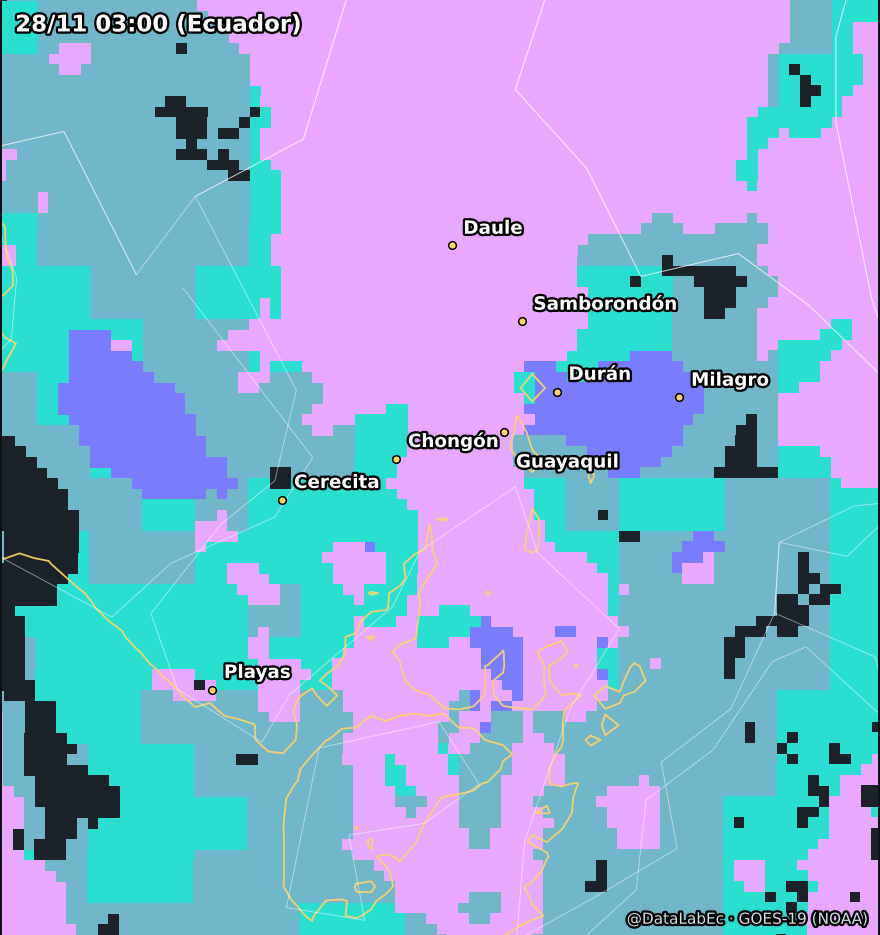 28/11 03:00 (Ecuador)
Daule
Samborondón
Durán
Milagro
Chongón
Guayaquil
Cerecita
Playas
@DataLabEc · GOES-19 (NOAA)